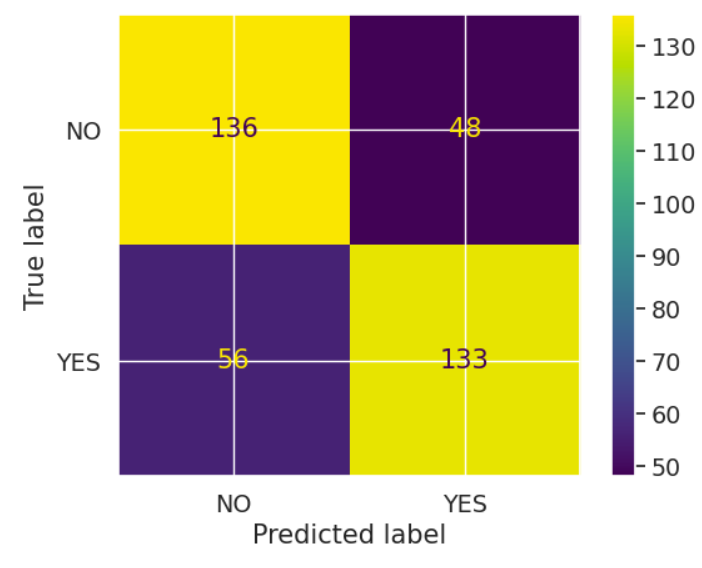 True label
NO
136
48
YES
56
133
NO
YES
Predicted label
130
120
110
100
90
80
70
60
50